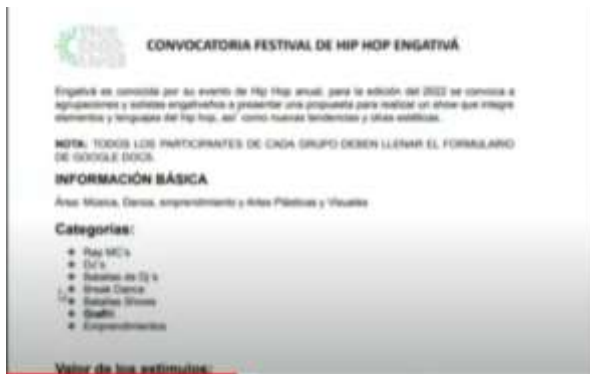 CONVOCATORIA FESTIVAL DE HIP HOP ENGATIVÁ
Engativá es conocida por su evento de Hip Hop anual, para la edición del 2022 se convoca a
agrupaciones y solistas engativeños a presentar una propuesta para realizar un show que integre
elementos y lenguajes del hip hop, así como nuevas tendencias y otras estéticas.
NOTA: TODOS LOS PARTICIPANTES DE CADA GRUPO DEBEN LLENAR EL FORMULARIO
DE GOOGLE DOCS.
INFORMACIÓN BÁSICA
Área: Música, Danza, emprendimiento y Artes Plásticas y Visuales
Categorías:
Rap MC's
DJ's
Batallas de Dj's
Break Dance
Batallas
Grafiti
Emprendimientos
Valor de los estímulos: